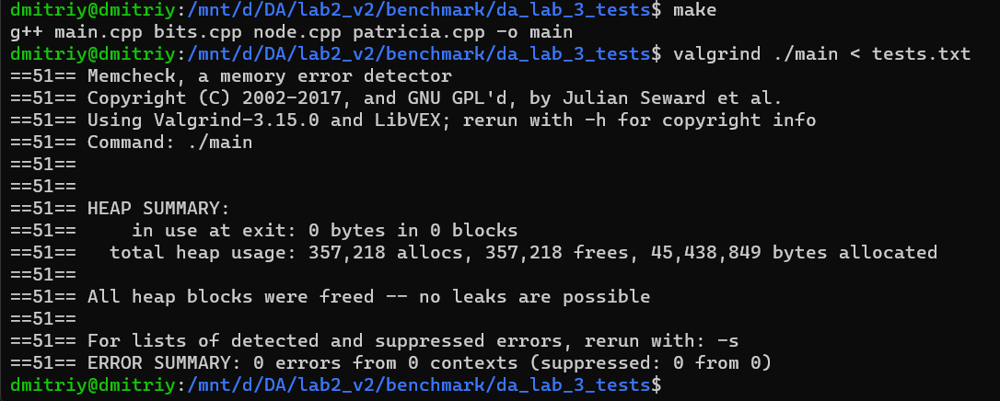 dmitriy@dmitriy:/mnt/d/DA/lab2_v2/benchmark/da_lab_3_tests$ make
g++ main.cpp bits.cpp node.cpp patricia.cpp -o main
dmitriy@dmitriy:/mnt/d/DA/lab2_v2/benchmark/da_lab_3_tests$ valgrind ./main < tests.txt
==51== Memcheck, a memory error detector
==51== Copyright (C) 2002-2017, and GNU GPL'd, by Julian Seward et al.
==51== Using Valgrind-3.15.0 and LibVEX; rerun with -h for copyright info
==51== Command: ./main
==51==
==51==
==51== HEAP SUMMARY:
==51==     in use at exit: 0 bytes in 0 blocks
==51==   total heap usage: 357,218 allocs, 357,218 frees, 45,438,849 bytes allocated
==51==
==51== All heap blocks were freed -- no leaks are possible
==51==
==51== For lists of detected and suppressed errors, rerun with: -s
==51== ERROR SUMMARY: 0 errors from 0 contexts (suppressed: 0 from 0)
dmitriy@dmitriy:/mnt/d/DA/lab2_v2/benchmark/da_lab_3_tests$